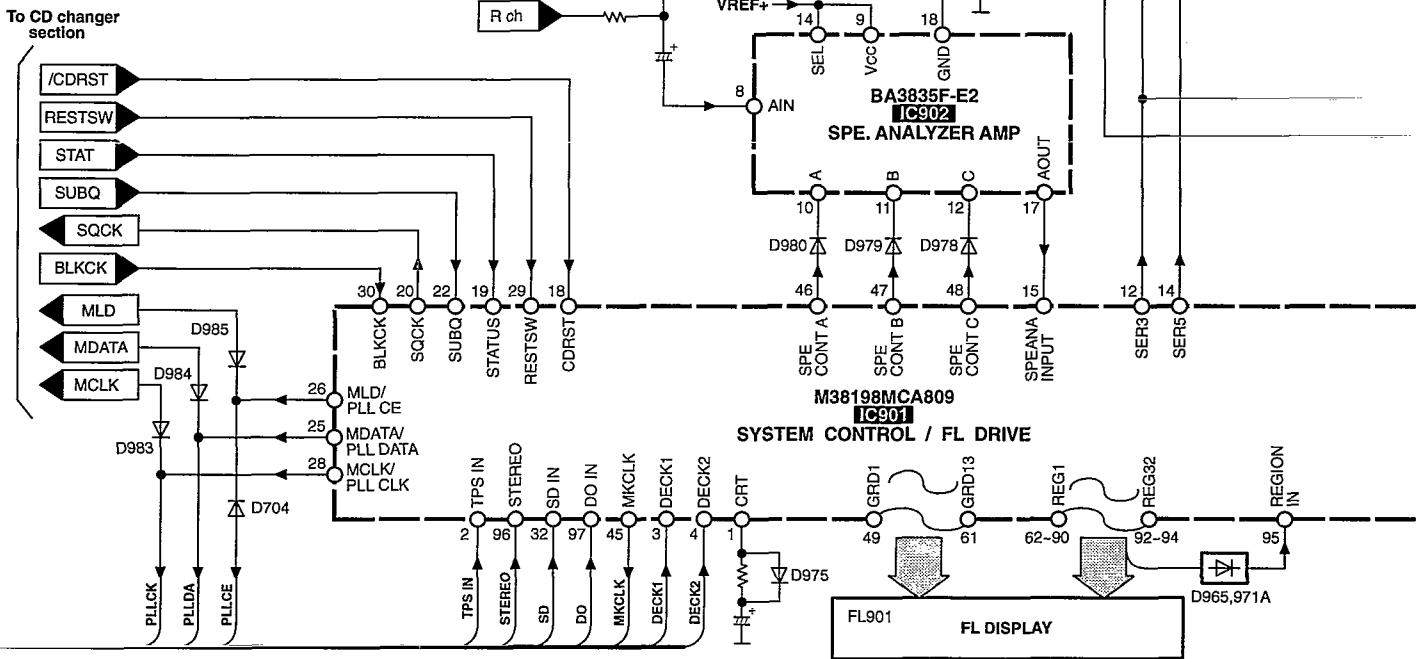 To CD changer
section
/CDRST
RESTSW
STAT
SUBQ
SQCK
BLKCK
MLD
MDATA
MCLK
D985
D984
D983
D704
R ch
VREF+
14
9
18
SEL
Vcc
GND
8
AIN
BA3835F-E2
IC902
SPE. ANALYZER AMP
A
B
C
AOUT
10
11
12
17
D980
D979
D978
30
20
22
19
29
18
46
47
48
15
12
14
BLKCK
SQCK
SUBQ
STATUS
RESTSW
CDRST
SPE
CONT A
SPE
CONT B
SPE
CONT C
SPEANA
INPUT
SER3
SER5
26
MLD/
PLL CE
25
MDATA/
PLL DATA
28
MCLK/
PLL CLK
M38198MCA809
IC901
SYSTEM CONTROL / FL DRIVE
TPS IN
STEREO
SD IN
DO IN
MKCLK
DECK1
DECK2
CRT
GRD1
GRD13
REG1
REG32
REGION
IN
2
96
32
97
45
3
4
1
49
61
62~90
92~94
95
PLLCK
PLLDA
PLLCE
TPS IN
STEREO
SD
DO
MKCLK
DECK1
DECK2
D975
D965,971A
FL901
FL DISPLAY